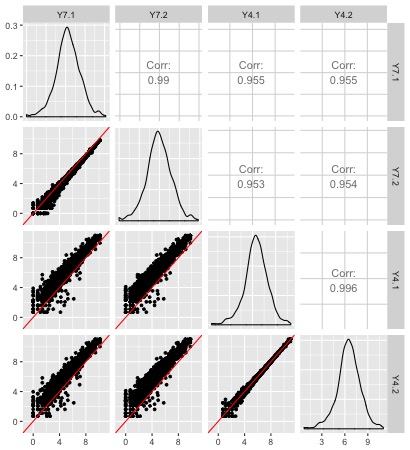 Y7.1 Y7.2 Y4.1 Y4.2
0.3
0.2
0.1
0.0
Corr:
0.99
Corr:
0.955
Corr:
0.955
Y7.1
8
4
0
Corr:
0.953
Corr:
0.954
Y7.2
8
4
0
Corr:
0.996
Y4.1
8
4
0
Y4.2
0 4 8 0 4 8 0 4 8 3 6 9